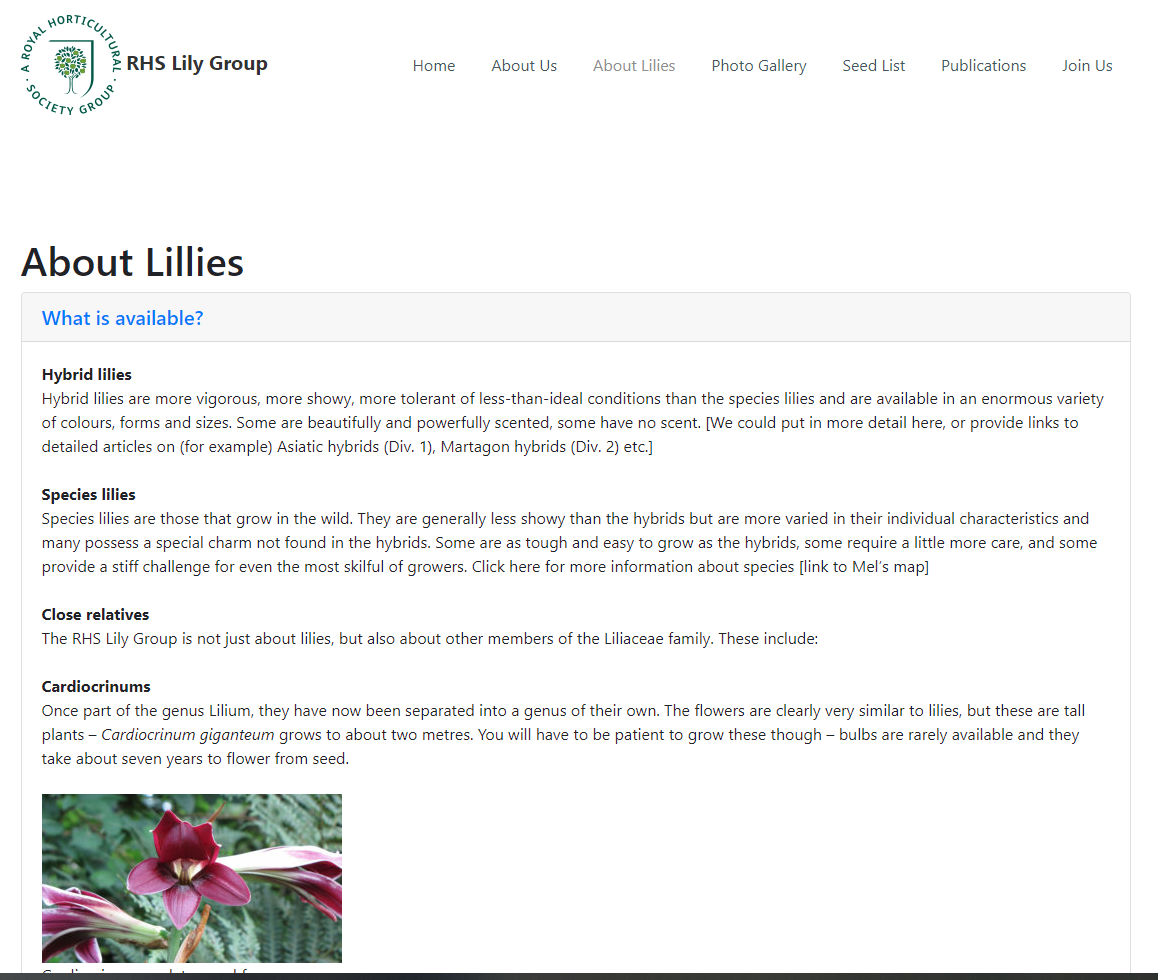 A ROYAL HORTICULTURAL
· SOCIETY GROUP ·
RHS Lily Group
Home
About Us
About Lilies
Photo Gallery
Seed List
Publications
Join Us
About Lillies
What is available?
Hybrid lilies
Hybrid lilies are more vigorous, more showy, more tolerant of less-than-ideal conditions than the species lilies and are available in an enormous variety
of colours, forms and sizes. Some are beautifully and powerfully scented, some have no scent. [We could put in more detail here, or provide links to
detailed articles on (for example) Asiatic hybrids (Div. 1), Martagon hybrids (Div. 2) etc.]
Species lilies
Species lilies are those that grow in the wild. They are generally less showy than the hybrids but are more varied in their individual characteristics and
many possess a special charm not found in the hybrids. Some are as tough and easy to grow as the hybrids, some require a little more care, and some
provide a stiff challenge for even the most skilful of growers. Click here for more information about species [link to Mel's map]
Close relatives
The RHS Lily Group is not just about lilies, but also about other members of the Liliaceae family. These include:
Cardiocrinums
Once part of the genus Lilium, they have now been separated into a genus of their own. The flowers are clearly very similar to lilies, but these are tall
plants – Cardiocrinum giganteum grows to about two metres. You will have to be patient to grow these though – bulbs are rarely available and they
take about seven years to flower from seed.